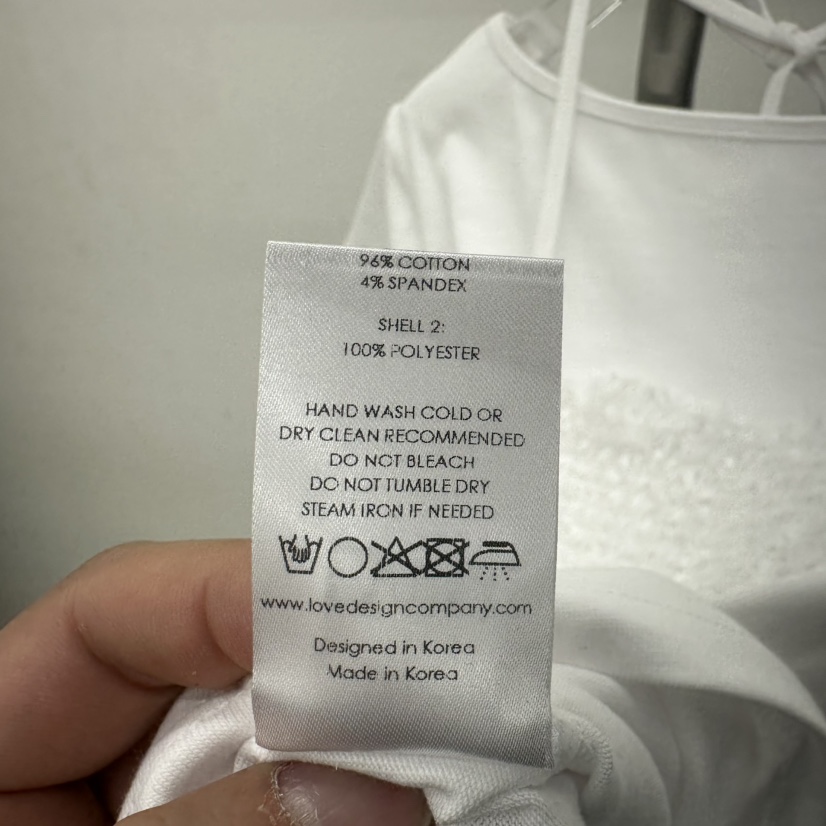 96% COTTON
4% SPANDEX
SHELL 2:
100% POLYESTER
HAND WASH COLD OR
DRY CLEAN RECOMMENDED
DO NOT BLEACH
DO NOT TUMBLE DRY
STEAM IRON IF NEEDED
www.lovedesigncompany.com
Designed in Korea
Made in Korea